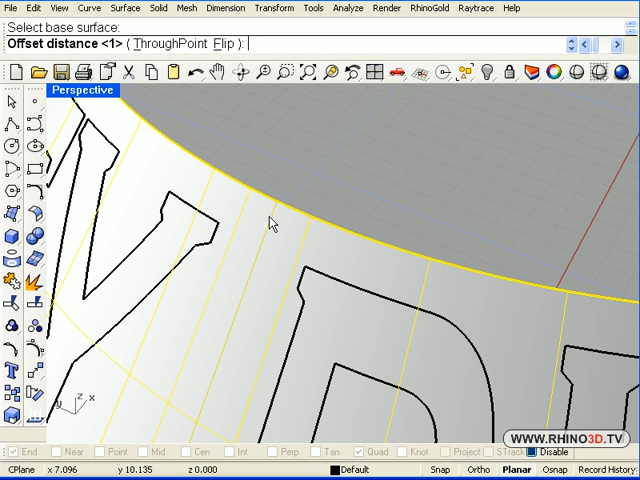 File Edit View Curve Surface Solid Mesh Dimension Transform Tools Analyze Render RhinoGold Raytrace Help
Select base surface:
Offset distance <1> ( ThroughPoint Flip ):
Perspective
V D
z
x
y
WWW.RHINO3D.TV
End Near Point Mid Cen Int Perp Tan Quad Knot Project STrack Disable
CPlane x 7.096 y 10.135 z 0.000 Default Snap Ortho Planar Osnap Record History